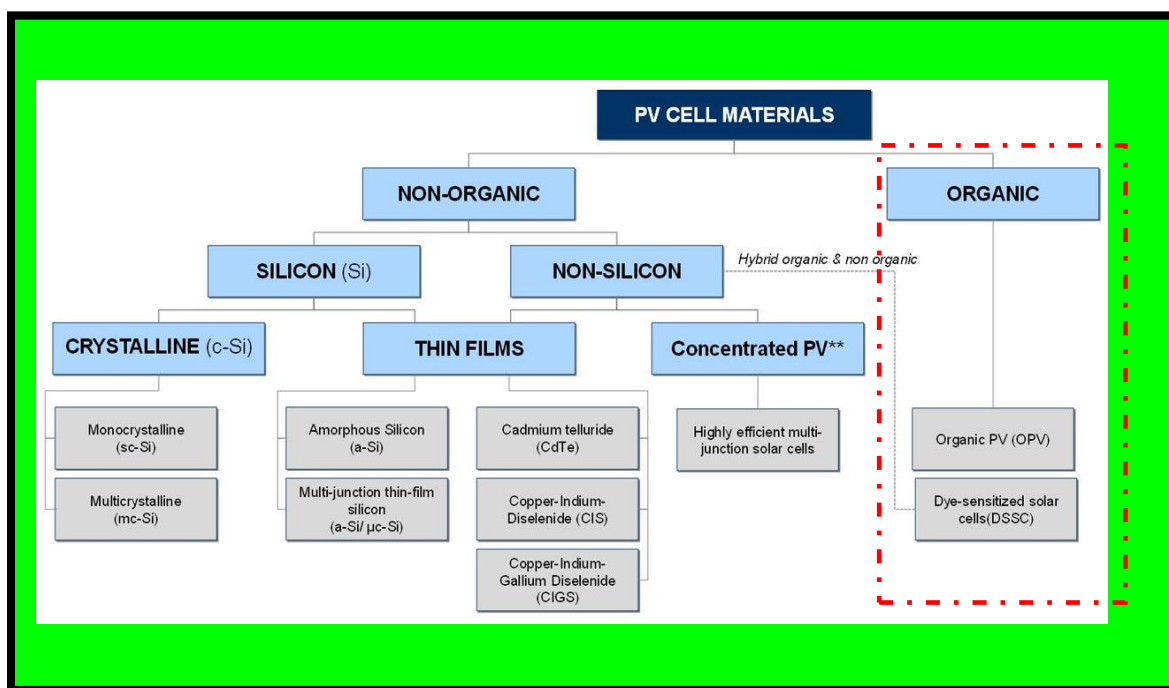 PV CELL MATERIALS
NON-ORGANIC
ORGANIC
SILICON (Si)
NON-SILICON
Hybrid organic & non organic
CRYSTALLINE (c-Si)
THIN FILMS
Concentrated PV**
Monocrystalline
(sc-Si)
Multicrystalline
(mc-Si)
Amorphous Silicon
(a-Si)
Multi-junction thin-film
silicon
(a-Si/ µc-Si)
Cadmium telluride
(CdTe)
Copper-Indium-
Diselenide (CIS)
Copper-Indium-
Gallium Diselenide
(CIGS)
Highly efficient multi-
junction solar cells
Organic PV (OPV)
Dye-sensitized solar
cells(DSSC)